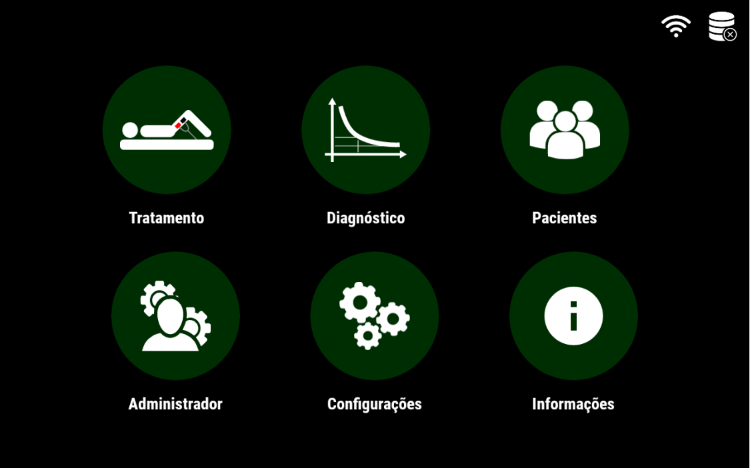 Tratamento
Diagnóstico
Pacientes
Administrador
Configurações
Informações